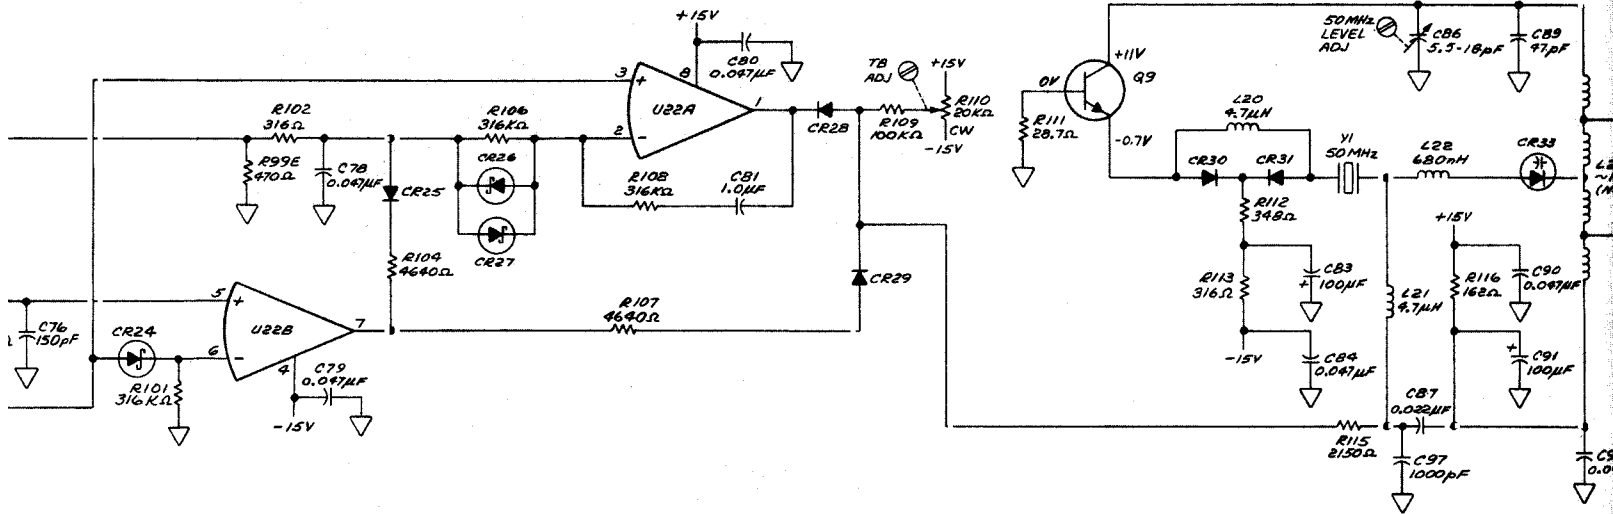 +15V
C80
0.047µF
8
3
+
U22A
1
2
-
R102
316Ω
R106
316KΩ
R99E
470Ω
C78
0.047µF
CR25
CR26
CR27
R108
316KΩ
C81
1.0µF
CR28
TB
ADJ
R109
100KΩ
+15V
R110
20KΩ
CW
-15V
R104
4640Ω
CR29
R107
4640Ω
5
+
U22B
7
6
-
4
C76
150pF
Ω
CR24
R101
316KΩ
C79
0.047µF
-15V
0V
+11V
Q9
R111
28.7Ω
-0.7V
50MHz
LEVEL
ADJ
C86
5.5-18pF
C89
47pF
L20
4.7µH
CR30
CR31
Y1
50MHz
L22
680nH
CR33
R112
348Ω
R113
316Ω
C83
+
100µF
-15V
C84
0.047µF
L21
4.7µH
+15V
R116
162Ω
C90
0.047µF
+
C91
100µF
C87
0.022µF
R115
2150Ω
C97
1000pF